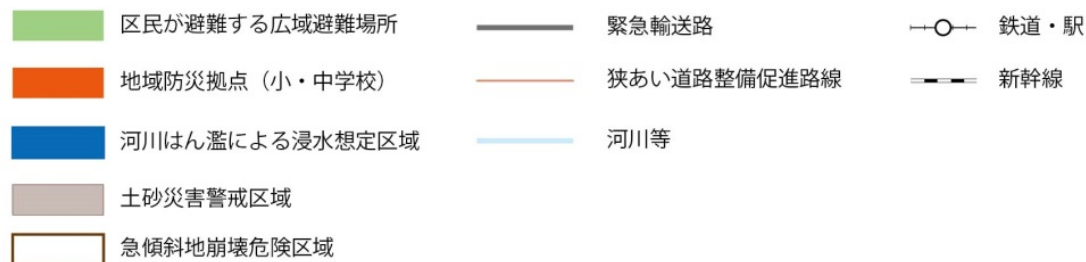 区民が避難する広域避難場所
地域防災拠点（小・中学校）
河川はん濫による浸水想定区域
土砂災害警戒区域
急傾斜地崩壊危険区域
緊急輸送路
狭あい道路整備促進路線
河川等
鉄道・駅
新幹線